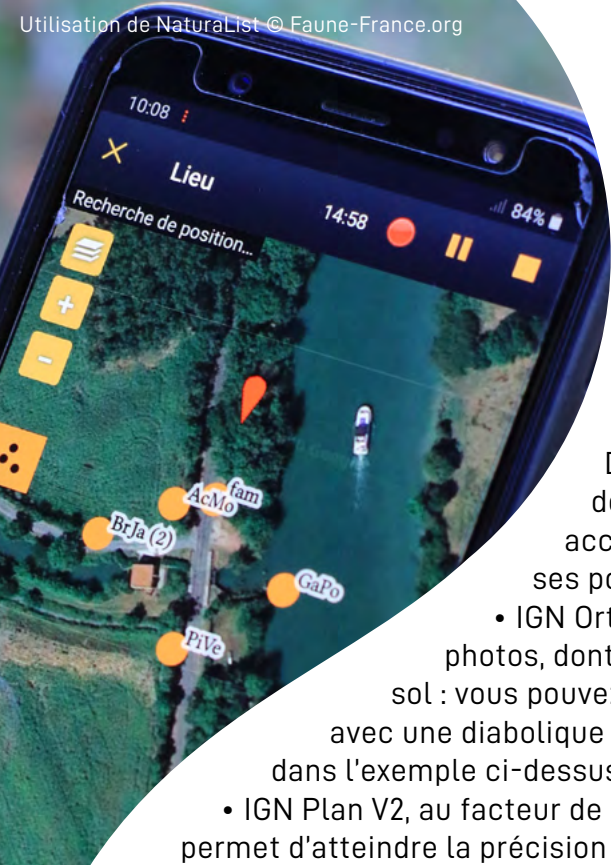 Utilisation de NaturaList © Faune-France.org
10:08
Lieu
14:58
84%
Recherche de position...
+
-
fam
AcMo
BrJa (2)
GaPo
PiVe
acc
ses po
• IGN Ort
photos, dont
sol : vous pouvez
avec une diabolique
dans l'exemple ci-dessus
• IGN Plan V2, au facteur de
permet d'atteindre la précision